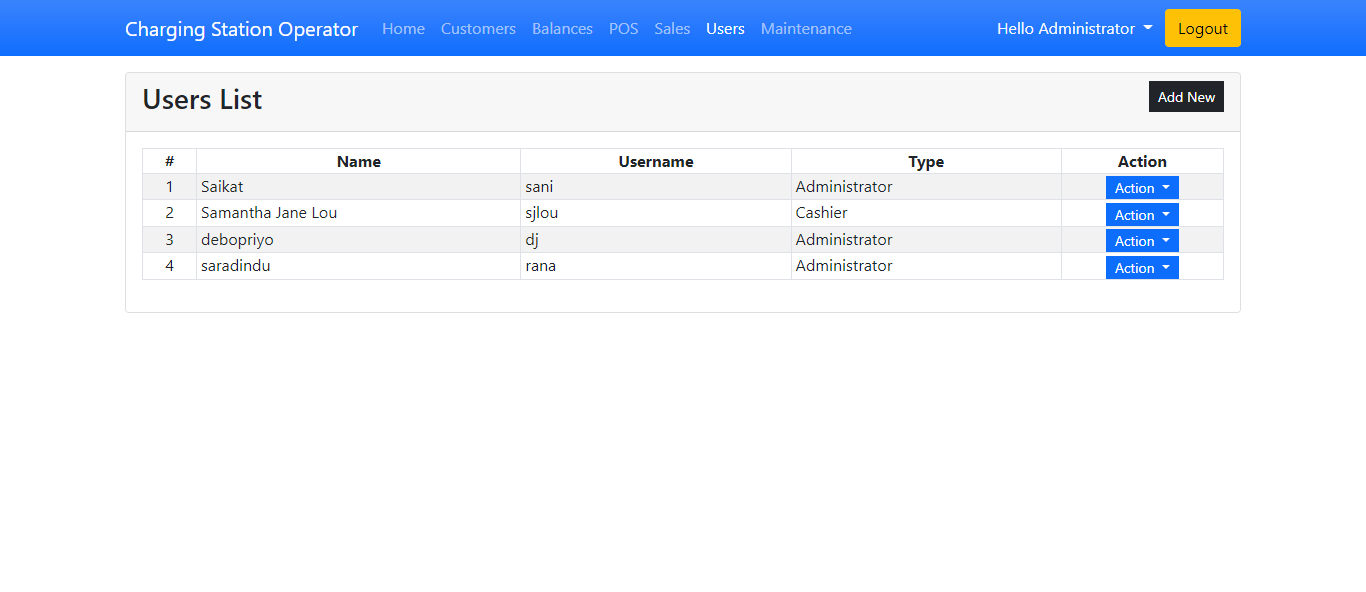 Charging Station Operator Home Customers Balances POS Sales Users Maintenance Hello Administrator Logout
Users List Add New
# Name Username Type Action
1 Saikat sani Administrator Action
2 Samantha Jane Lou sjlou Cashier Action
3 debopriyo dj Administrator Action
4 saradindu rana Administrator Action